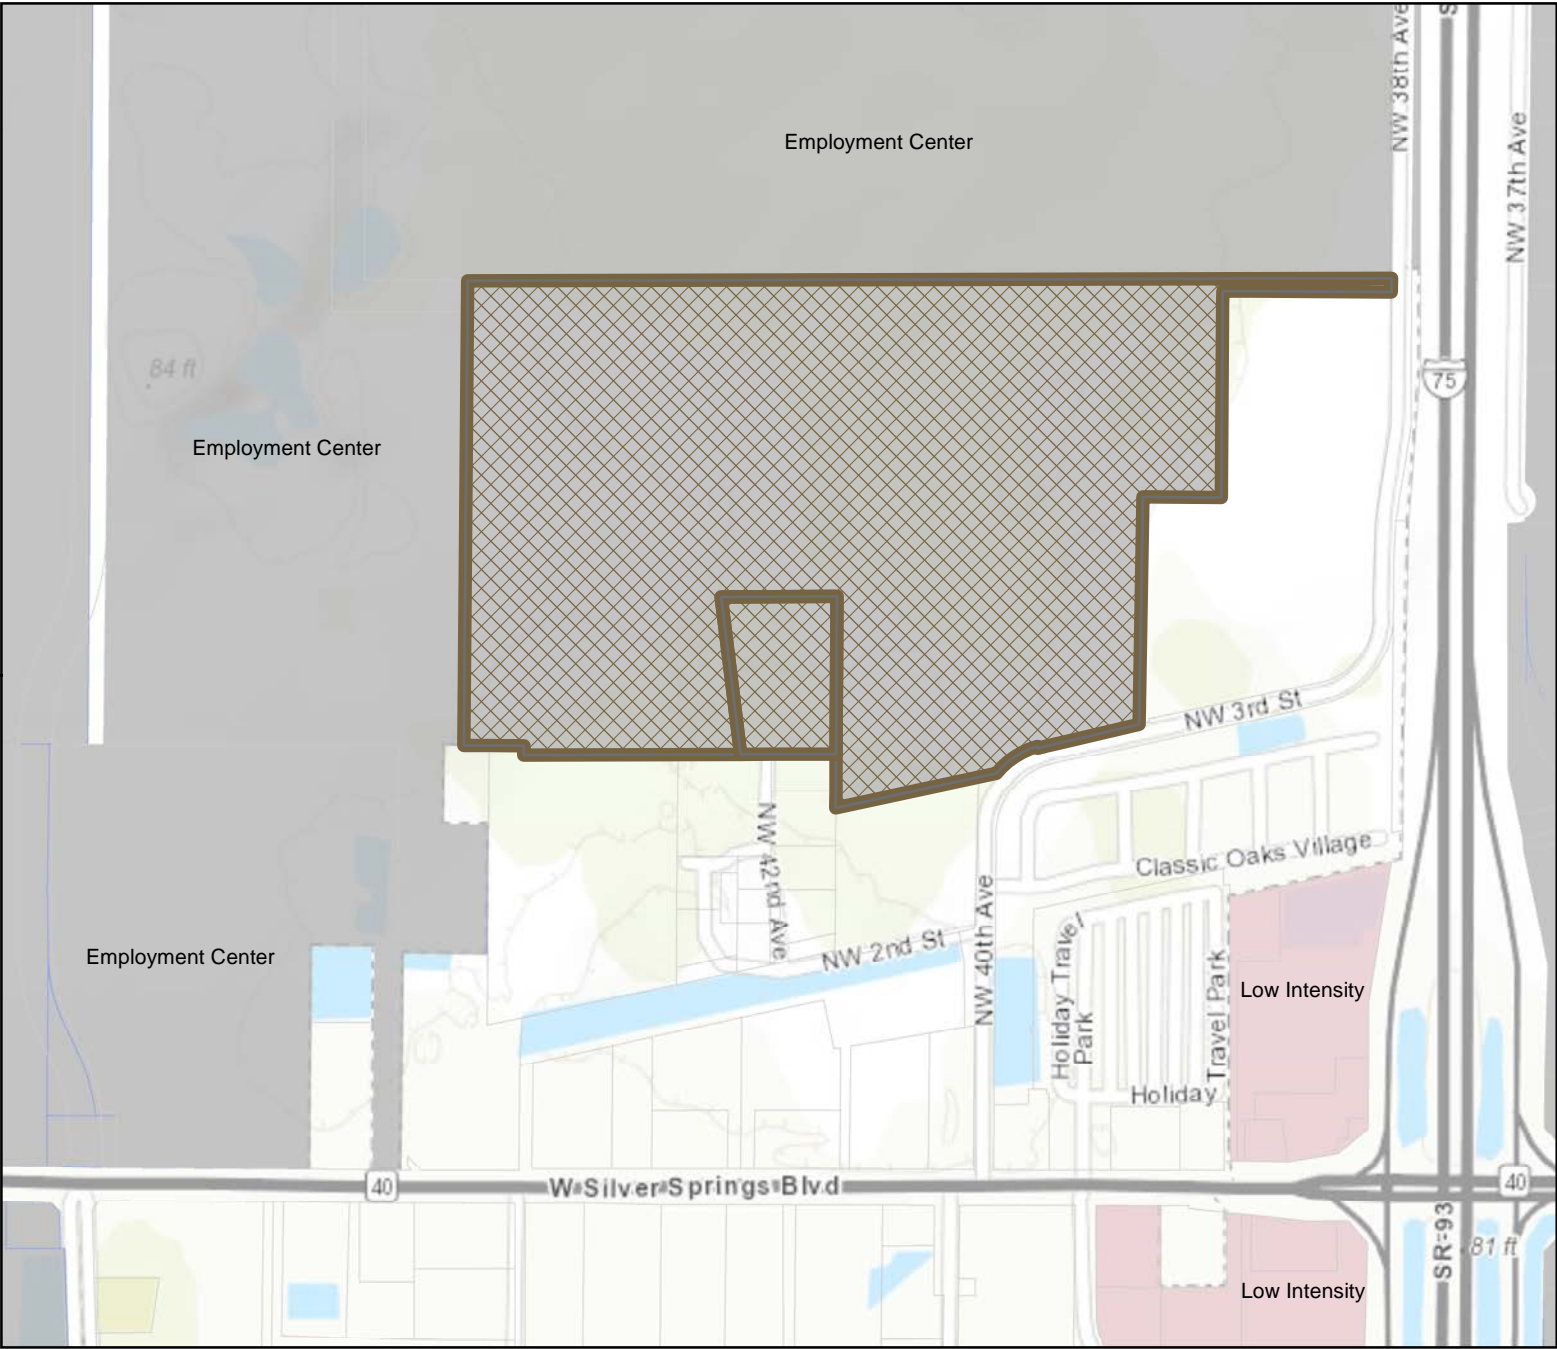 NW 38th Ave
S
Employment Center
NW 37th Ave
84 ft
75
Employment Center
NW 3rd St
NW 42nd Ave
Classic Oaks Village
NW 40th Ave
NW 2nd St
Employment Center
Holiday Travel
Park
Travel Park
Low Intensity
Holiday
40
W Silver Springs Blvd
40
SR-93
81 ft
Low Intensity